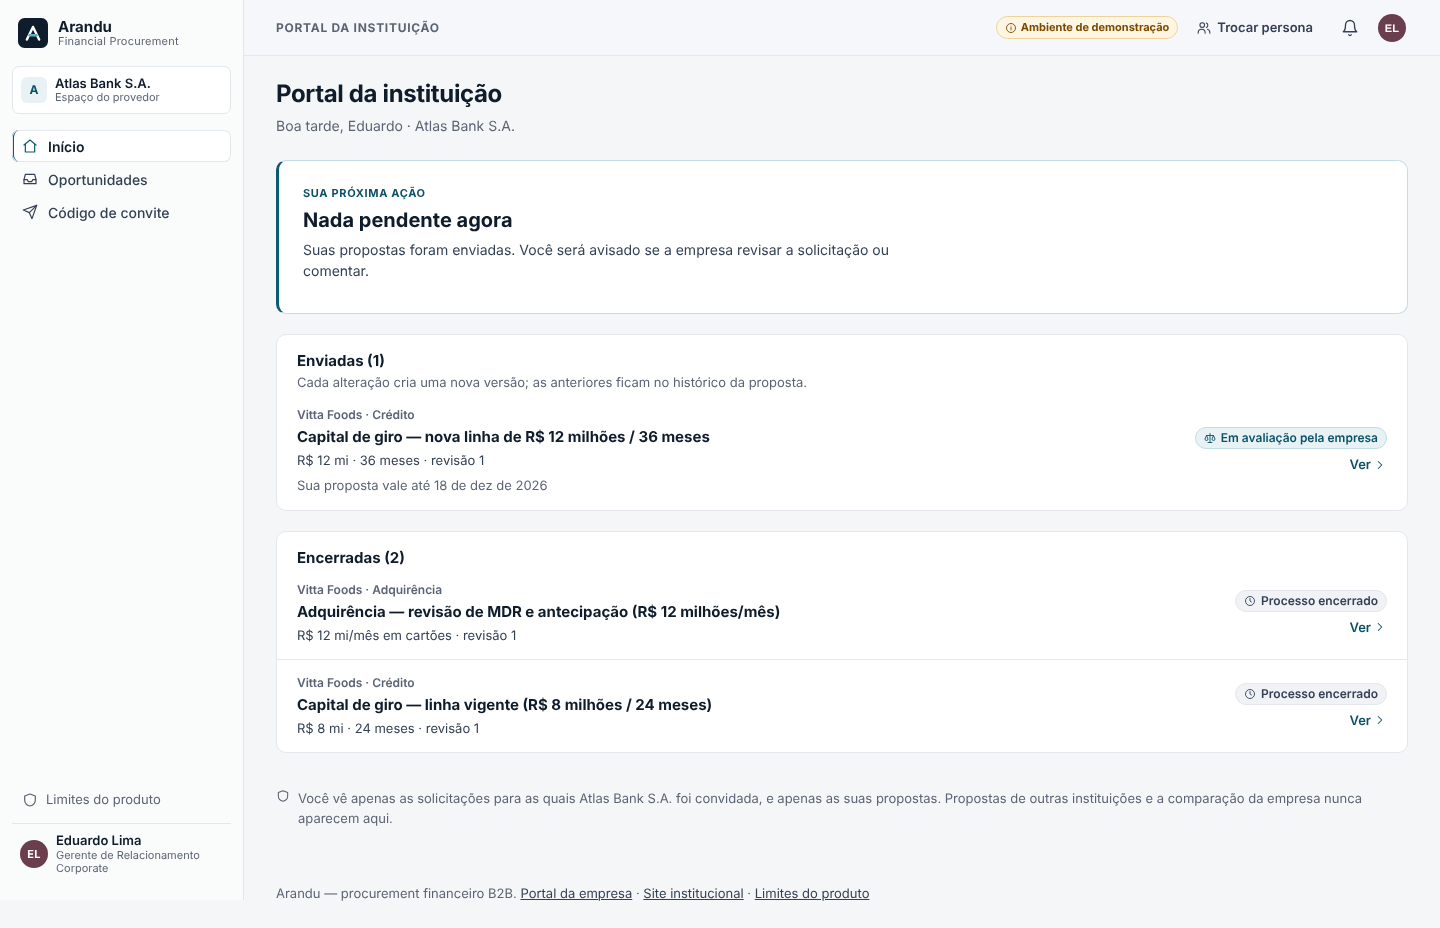 Arandu
Financial Procurement
A
Atlas Bank S.A.
Espaço do provedor
Início
Oportunidades
Código de convite
Limites do produto
EL
Eduardo Lima
Gerente de Relacionamento
Corporate
PORTAL DA INSTITUIÇÃO
Ambiente de demonstração
Trocar persona
EL
Portal da instituição
Boa tarde, Eduardo · Atlas Bank S.A.
SUA PRÓXIMA AÇÃO
Nada pendente agora
Suas propostas foram enviadas. Você será avisado se a empresa revisar a solicitação ou
comentar.
Enviadas (1)
Cada alteração cria uma nova versão; as anteriores ficam no histórico da proposta.
Vitta Foods · Crédito
Capital de giro — nova linha de R$ 12 milhões / 36 meses
R$ 12 mi · 36 meses · revisão 1
Sua proposta vale até 18 de dez de 2026
Em avaliação pela empresa
Ver
Encerradas (2)
Vitta Foods · Adquirência
Adquirência — revisão de MDR e antecipação (R$ 12 milhões/mês)
R$ 12 mi/mês em cartões · revisão 1
Processo encerrado
Ver
Vitta Foods · Crédito
Capital de giro — linha vigente (R$ 8 milhões / 24 meses)
R$ 8 mi · 24 meses · revisão 1
Processo encerrado
Ver
Você vê apenas as solicitações para as quais Atlas Bank S.A. foi convidada, e apenas as suas propostas. Propostas de outras instituições e a comparação da empresa nunca
aparecem aqui.
Arandu — procurement financeiro B2B. Portal da empresa · Site institucional · Limites do produto